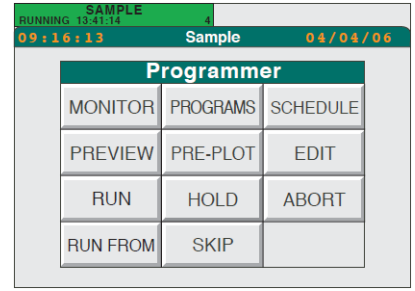 SAMPLE
RUNNING 13:41:14 4
09:16:13 Sample 04/04/06
Programmer
MONITOR PROGRAMS SCHEDULE
PREVIEW PRE-PLOT EDIT
RUN HOLD ABORT
RUN FROM SKIP